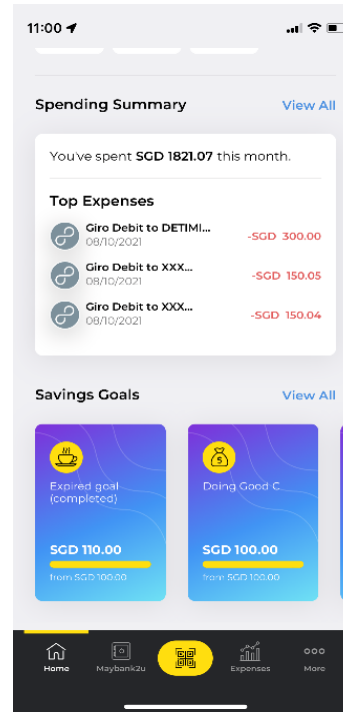 11:00
Spending Summary
View All
You've spent SGD 1821.07 this month.
Top Expenses
Giro Debit to DETIMI...
08/10/2021
-SGD 300.00
Giro Debit to XXX...
08/10/2021
-SGD 150.05
Giro Debit to XXX...
08/10/2021
-SGD 150.04
Savings Goals
View All
Expired goal
(completed)
SGD 110.00
from SGD 100.00
Doing Good C
SGD 100.00
from SGD 100.00
Home
Maybank2u
Expenses
More